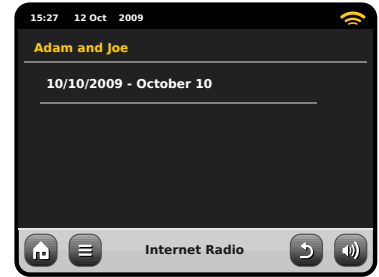 15:27 12 Oct 2009
Adam and Joe
10/10/2009 - October 10
Internet Radio